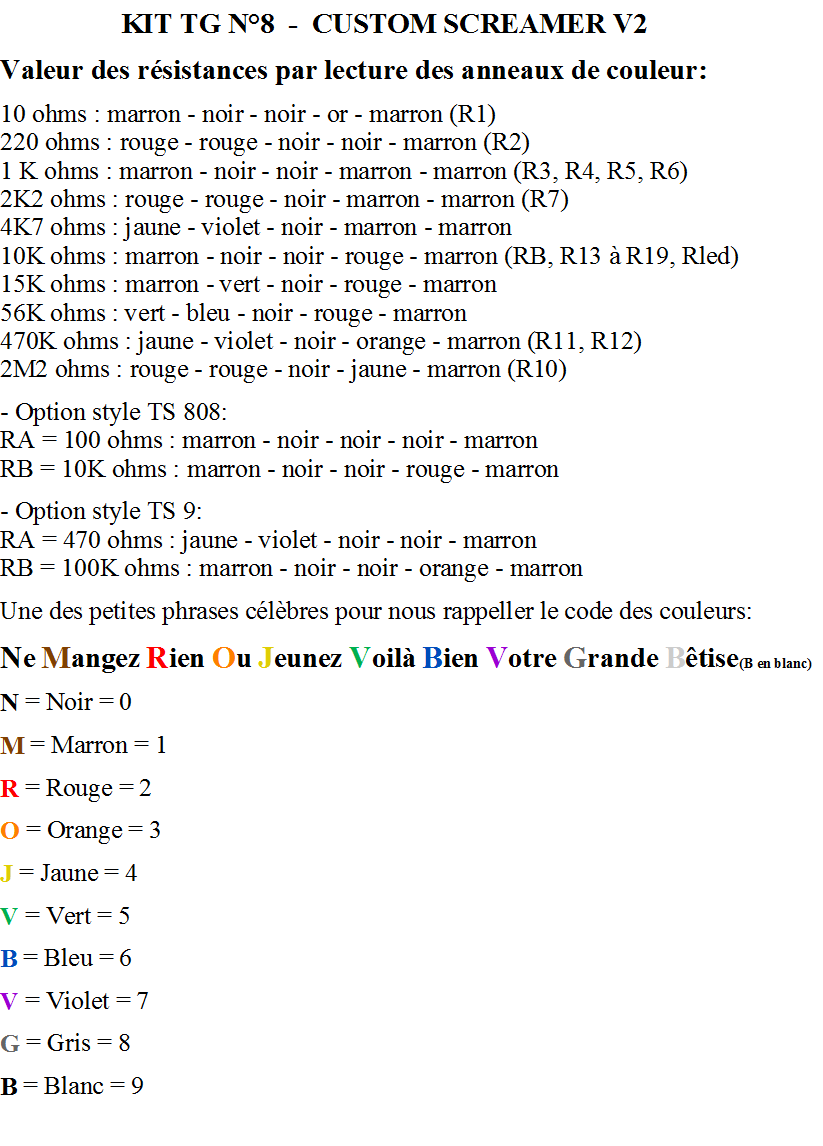 KIT TG N°8 - CUSTOM SCREAMER V2
Valeur des résistances par lecture des anneaux de couleur:
10 ohms : marron - noir - noir - or - marron (R1)
220 ohms : rouge - rouge - noir - noir - marron (R2)
1 K ohms : marron - noir - noir - marron - marron (R3, R4, R5, R6)
2K2 ohms : rouge - rouge - noir - marron - marron (R7)
4K7 ohms : jaune - violet - noir - marron - marron
10K ohms : marron - noir - noir - rouge - marron (RB, R13 à R19, Rled)
15K ohms : marron - vert - noir - rouge - marron
56K ohms : vert - bleu - noir - rouge - marron
470K ohms : jaune - violet - noir - orange - marron (R11, R12)
2M2 ohms : rouge - rouge - noir - jaune - marron (R10)
- Option style TS 808:
RA = 100 ohms : marron - noir - noir - noir - marron
RB = 10K ohms : marron - noir - noir - rouge - marron
- Option style TS 9:
RA = 470 ohms : jaune - violet - noir - noir - marron
RB = 100K ohms : marron - noir - noir - orange - marron
Une des petites phrases célèbres pour nous rappeller le code des couleurs:
Ne Mangez Rien Ou Jeunez Voilà Bien Votre Grande Bêtise(B en blanc)
N = Noir = 0
M = Marron = 1
R = Rouge = 2
O = Orange = 3
J = Jaune = 4
V = Vert = 5
B = Bleu = 6
V = Violet = 7
G = Gris = 8
B = Blanc = 9